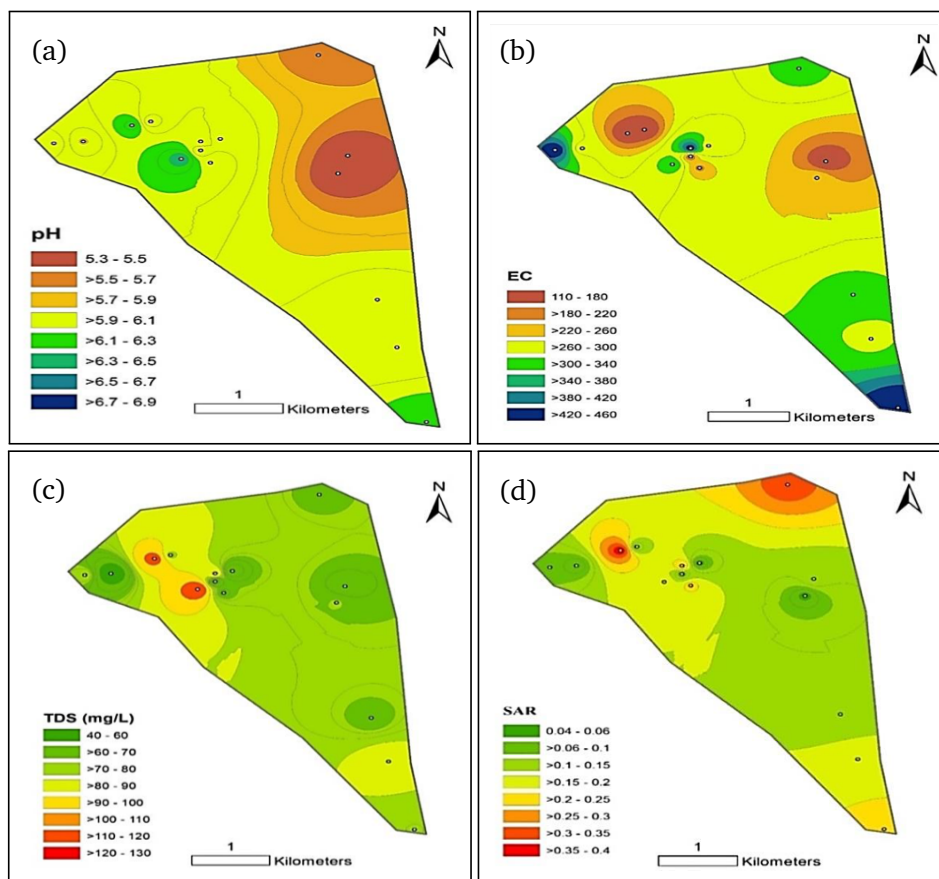 (a)
N
pH
5.3 - 5.5
>5.5 - 5.7
>5.7 - 5.9
>5.9 - 6.1
>6.1 - 6.3
>6.3 - 6.5
>6.5 - 6.7
>6.7 - 6.9
1
Kilometers
(b)
N
EC
110 - 180
>180 - 220
>220 - 260
>260 - 300
>300 - 340
>340 - 380
>380 - 420
>420 - 460
1
Kilometers
(c)
N
TDS (mg/L)
40 - 60
>60 - 70
>70 - 80
>80 - 90
>90 - 100
>100 - 110
>110 - 120
>120 - 130
1
Kilometers
(d)
N
SAR
0.04 - 0.06
>0.06 - 0.1
>0.1 - 0.15
>0.15 - 0.2
>0.2 - 0.25
>0.25 - 0.3
>0.3 - 0.35
>0.35 - 0.4
1
Kilometers